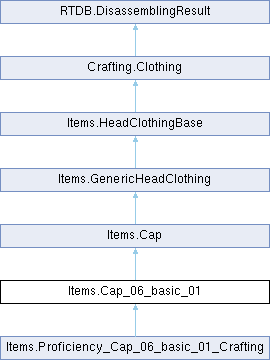 RTDB.DisassemblingResult
Crafting.Clothing
Items.HeadClothingBase
Items.GenericHeadClothing
Items.Cap
Items.Cap_06_basic_01
Items.Proficiency_Cap_06_basic_01_Crafting